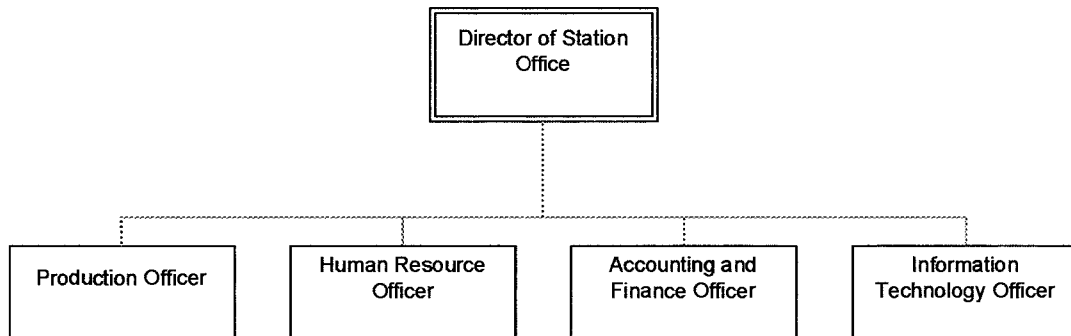 Director of Station
Office
Production Officer
Human Resource
Officer
Accounting and
Finance Officer
Information
Technology Officer